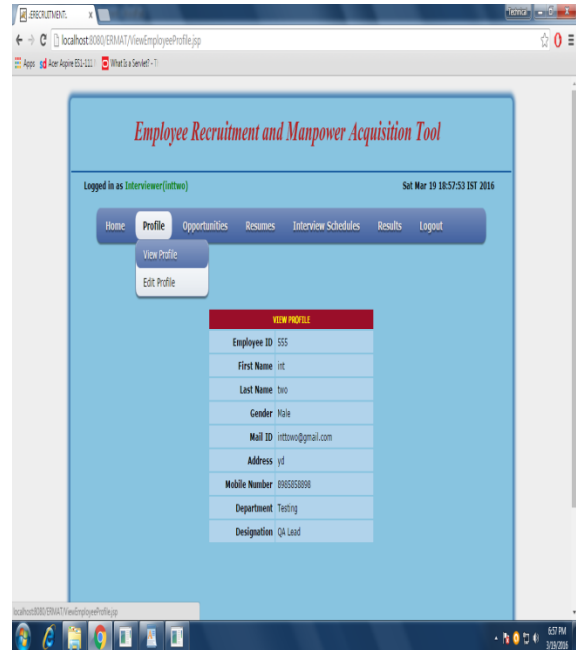 :ERECRUITMENT: x
Technical
localhost:8080/ERMAT/ViewEmployeeProfile.jsp
Apps Acer Aspire ES1-111 What Is a Servlet? - T
Employee Recruitment and Manpower Acquisition Tool
Logged in as Interviewer(inttwo) Sat Mar 19 18:57:53 IST 2016
Home Profile Opportunities Resumes Interview Schedules Results Logout
View Profile
Edit Profile
VIEW PROFILE
Employee ID 555
First Name int
Last Name two
Gender Male
Mail ID inttowo@gmail.com
Address yd
Mobile Number 8985858898
Department Testing
Designation QA Lead
localhost:8080/ERMAT/ViewEmployeeProfile.jsp
6:57 PM
3/19/2016